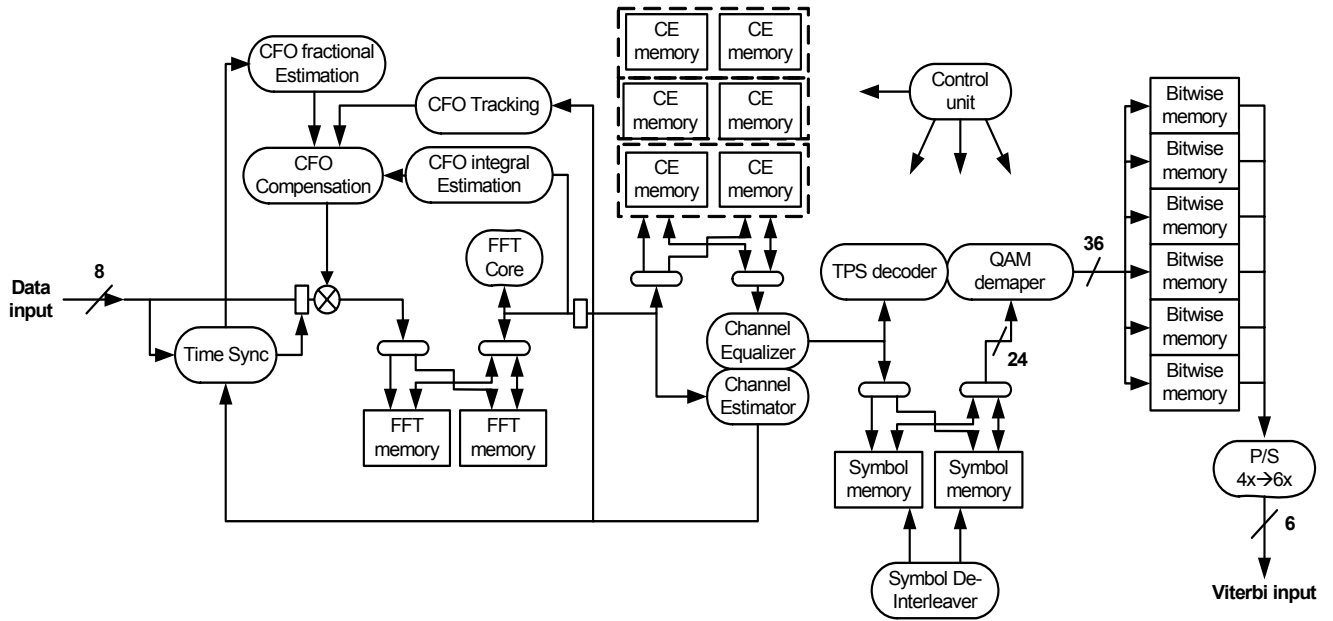 CFO fractional
Estimation
CFO Tracking
CFO
Compensation
CFO integral
Estimation
CE
memory
CE
memory
CE
memory
CE
memory
CE
memory
CE
memory
Control
unit
Data
input
8
Time Sync
FFT
Core
FFT
memory
FFT
memory
Channel
Equalizer
Channel
Estimator
TPS decoder
QAM
demaper
36
24
Symbol
memory
Symbol
memory
Symbol De-
Interleaver
Bitwise
memory
Bitwise
memory
Bitwise
memory
Bitwise
memory
Bitwise
memory
Bitwise
memory
P/S
4x→6x
6
Viterbi input